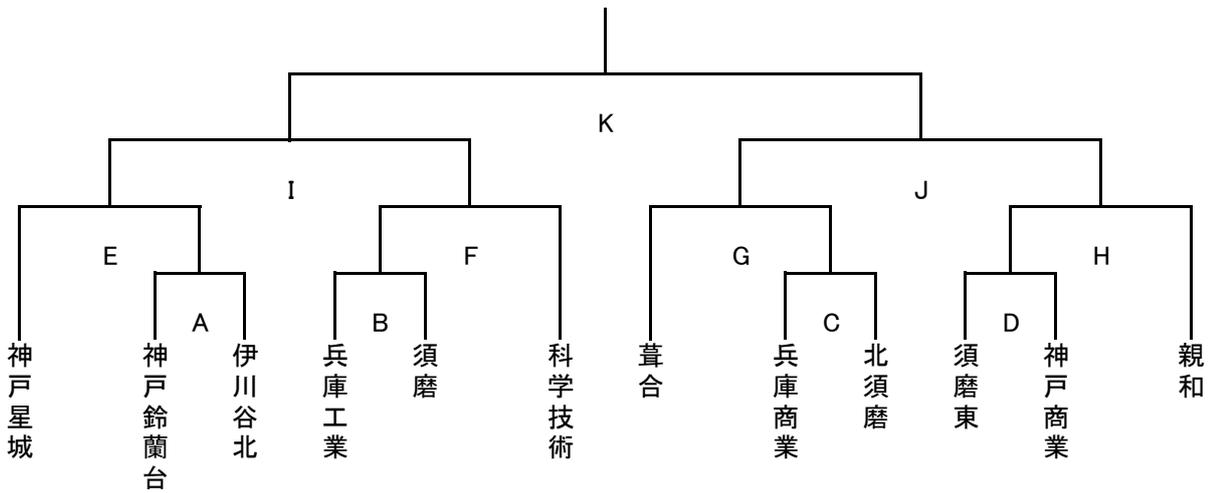 K
I
J
E
F
G
H
A
B
C
D
神戸星城
神戸鈴蘭台
伊川谷北
兵庫工業
須磨
科学技術
葺合
兵庫商業
北須磨
須磨東
神戸商業
親和